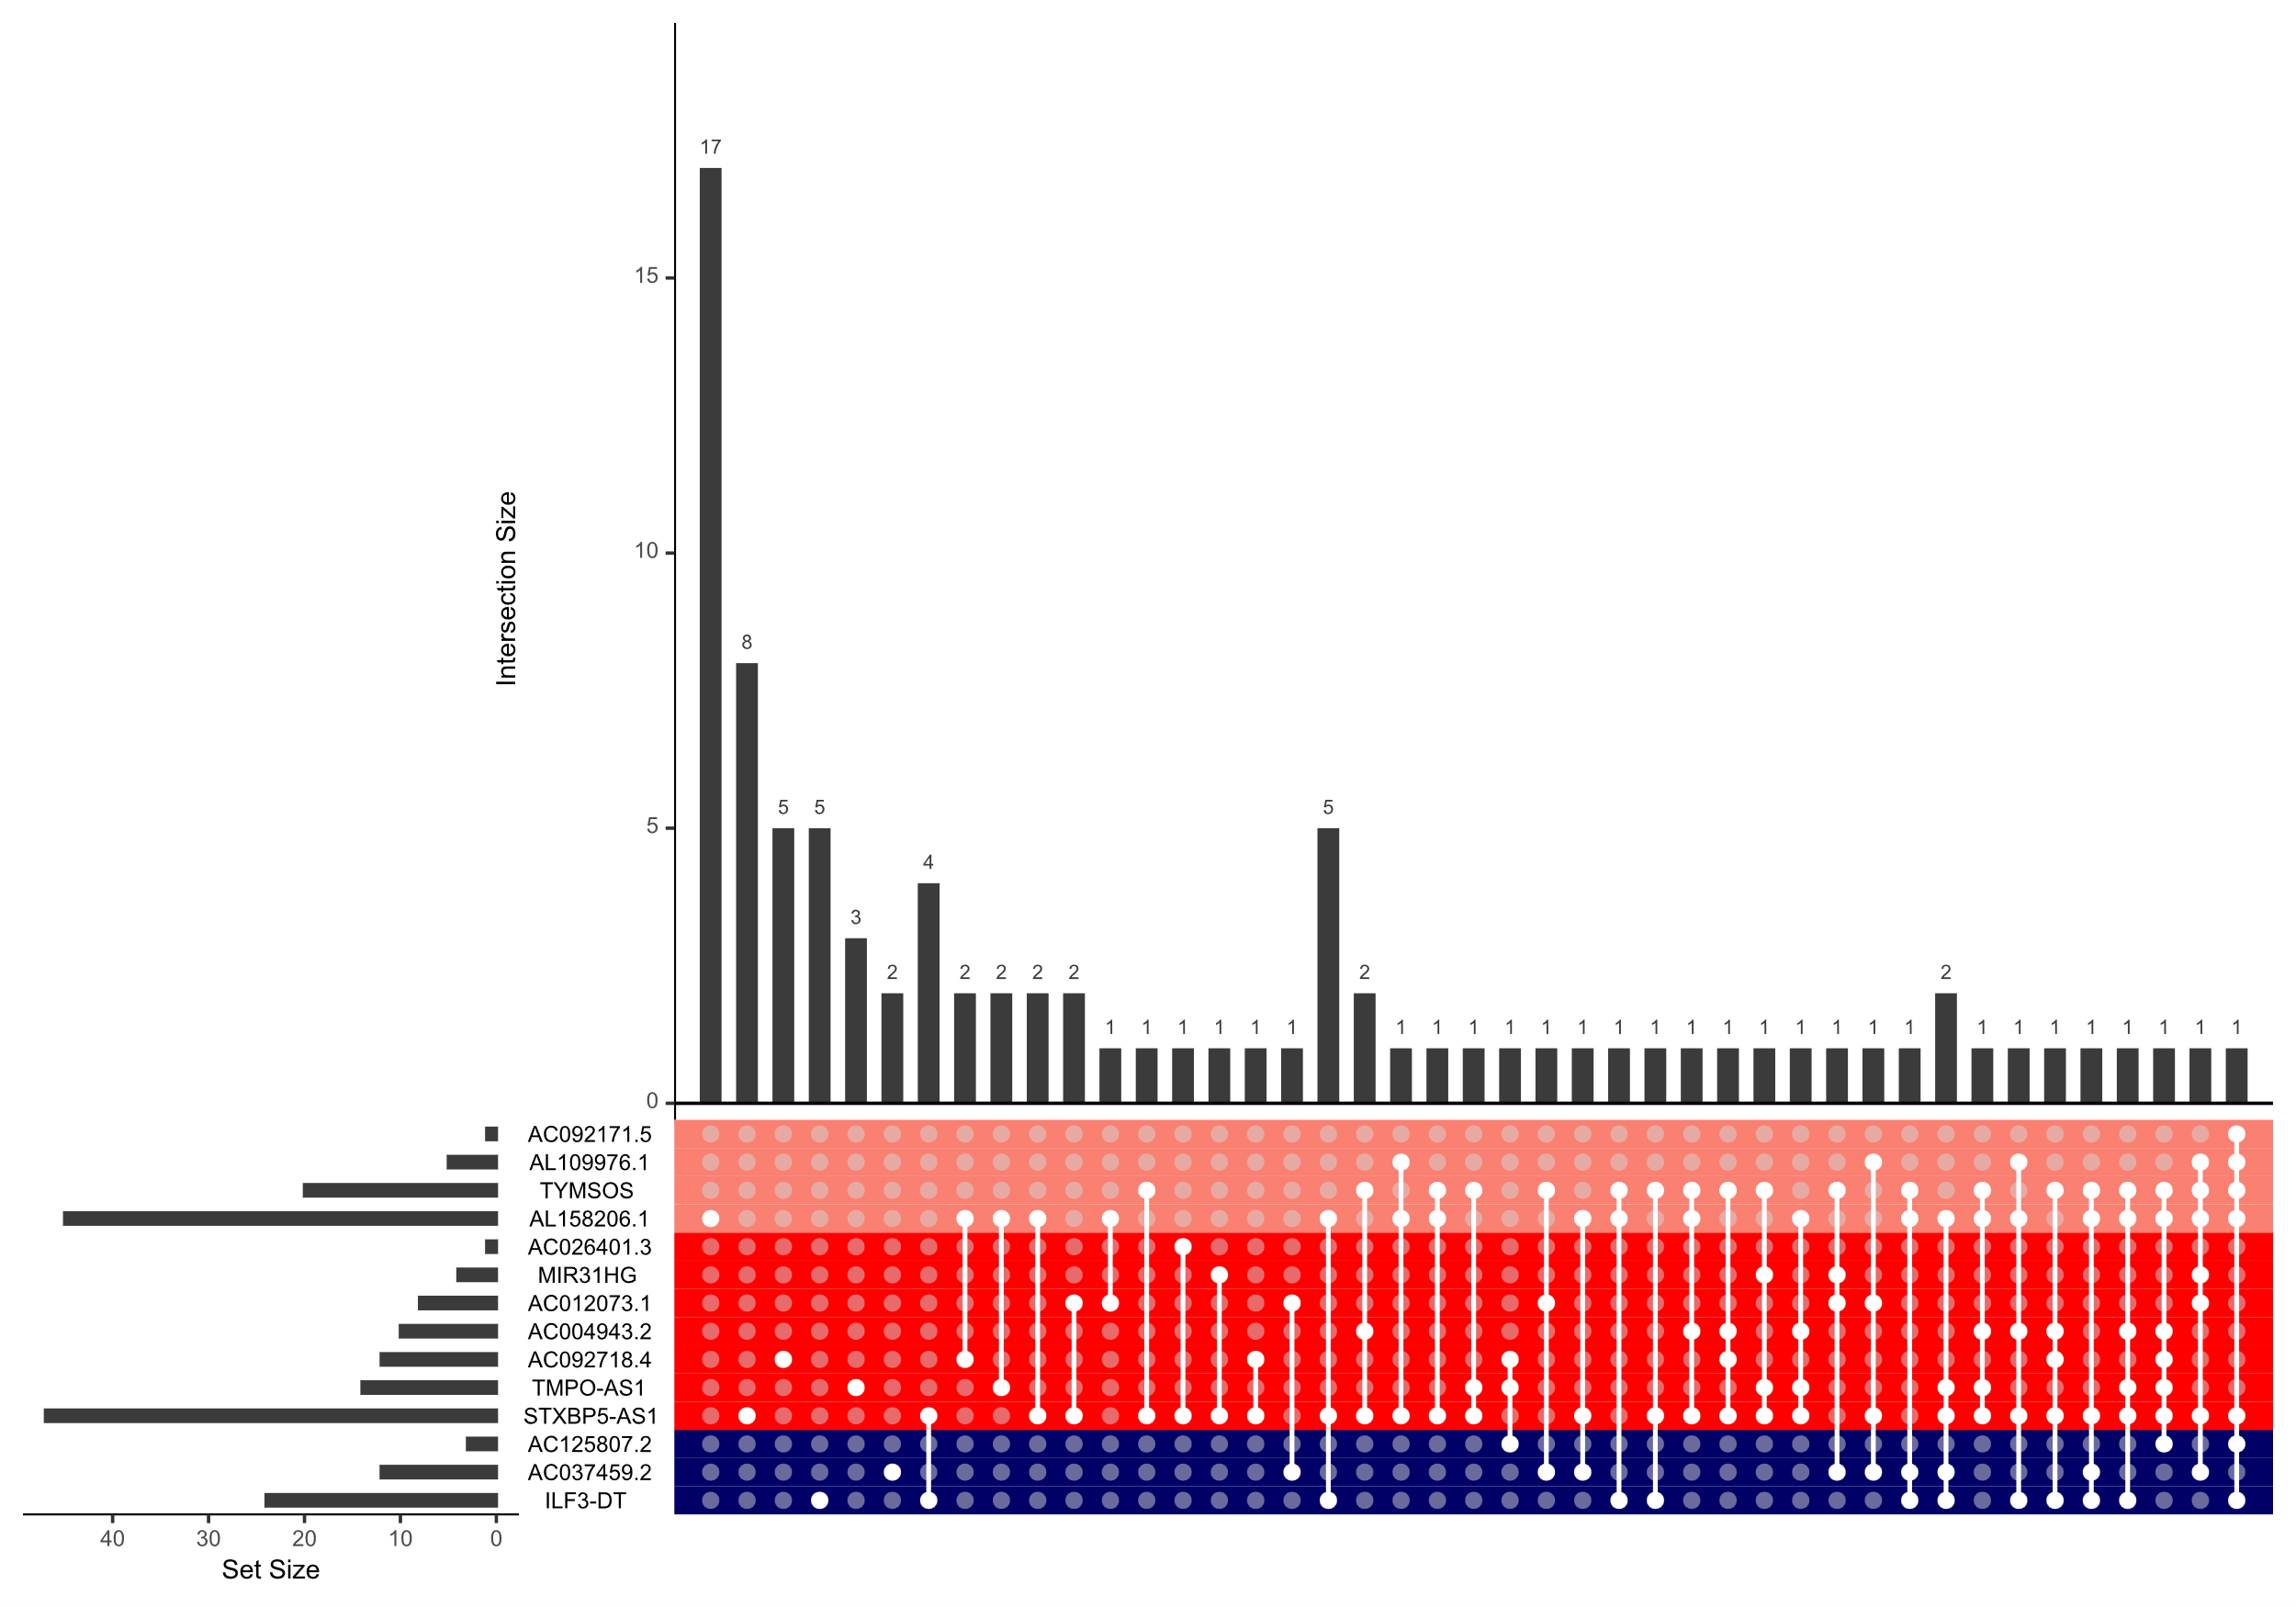 17
15
8
10
Intersection Size
5 5 5
5
4
3
2 2 2 2 2 2 2
1 1 1 1 1 1 1 1 1 1 1 1 1 1 1 1 1 1 1 1 1 1 1 1 1 1 1 1
0
AC092171.5
AL109976.1
TYMSOS
AL158206.1
AC026401.3
MIR31HG
AC012073.1
AC004943.2
AC092718.4
TMPO-AS1
STXBP5-AS1
AC125807.2
AC037459.2
ILF3-DT
40 30 20 10 0
Set Size